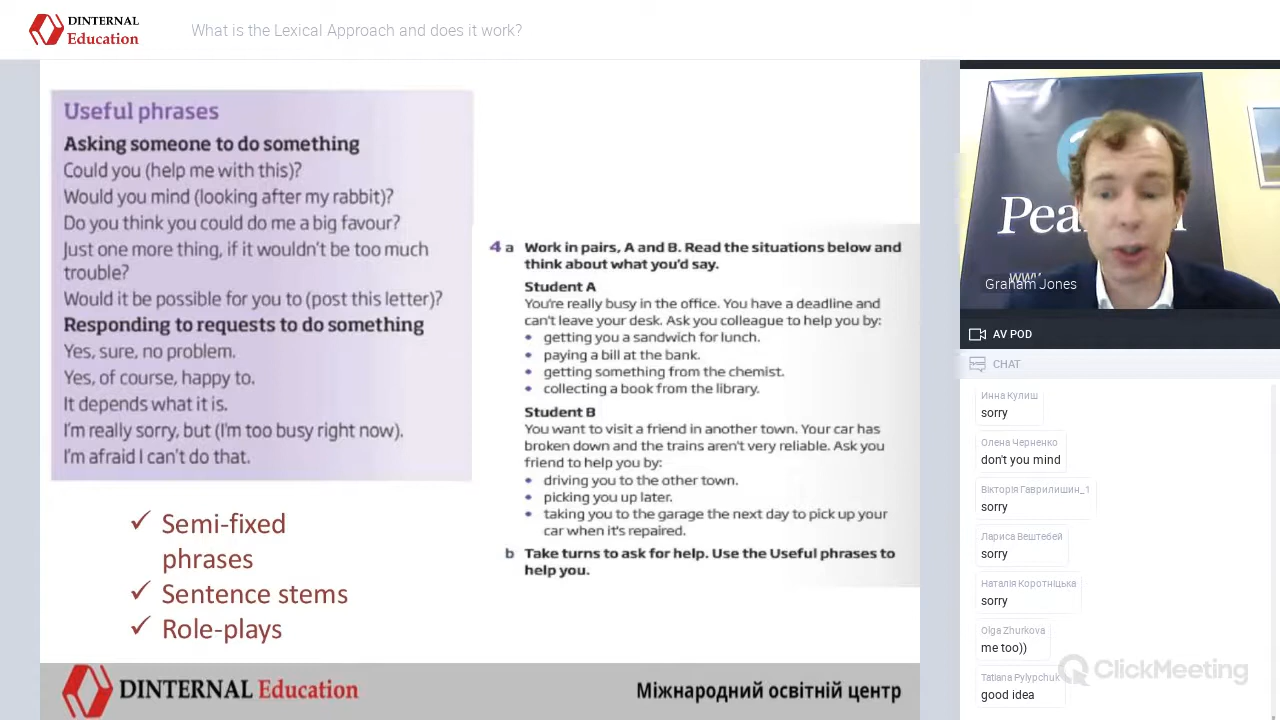 DINTERNAL
Education
What is the Lexical Approach and does it work?
Useful phrases
Asking someone to do something
Could you (help me with this)?
Would you mind (looking after my rabbit)?
Do you think you could do me a big favour?
Just one more thing, if it wouldn't be too much
trouble?
Would it be possible for you to (post this letter)?
Responding to requests to do something
Yes, sure, no problem.
Yes, of course, happy to.
It depends what it is.
I'm really sorry, but (I'm too busy right now).
I'm afraid I can't do that.
✓ Semi-fixed
phrases
✓ Sentence stems
✓ Role-plays
4 a Work in pairs, A and B. Read the situations below and
think about what you'd say.
Student A
You're really busy in the office. You have a deadline and
can't leave your desk. Ask you colleague to help you by:
• getting you a sandwich for lunch.
• paying a bill at the bank.
• getting something from the chemist.
• collecting a book from the library.
Student B
You want to visit a friend in another town. Your car has
broken down and the trains aren't very reliable. Ask you
friend to help you by:
• driving you to the other town.
• picking you up later.
• taking you to the garage the next day to pick up your
car when it's repaired.
b Take turns to ask for help. Use the Useful phrases to
help you.
DINTERNAL Education
Міжнародний освітній центр
Graham Jones
AV POD
CHAT
Инна Кулиш
sorry
Олена Черненко
don't you mind
Вікторія Гаврилишин_1
sorry
Лариса Вештебей
sorry
Наталія Коротніцька
sorry
Olga Zhurkova
me too))
Tatiana Pylypchuk
good idea
ClickMeeting